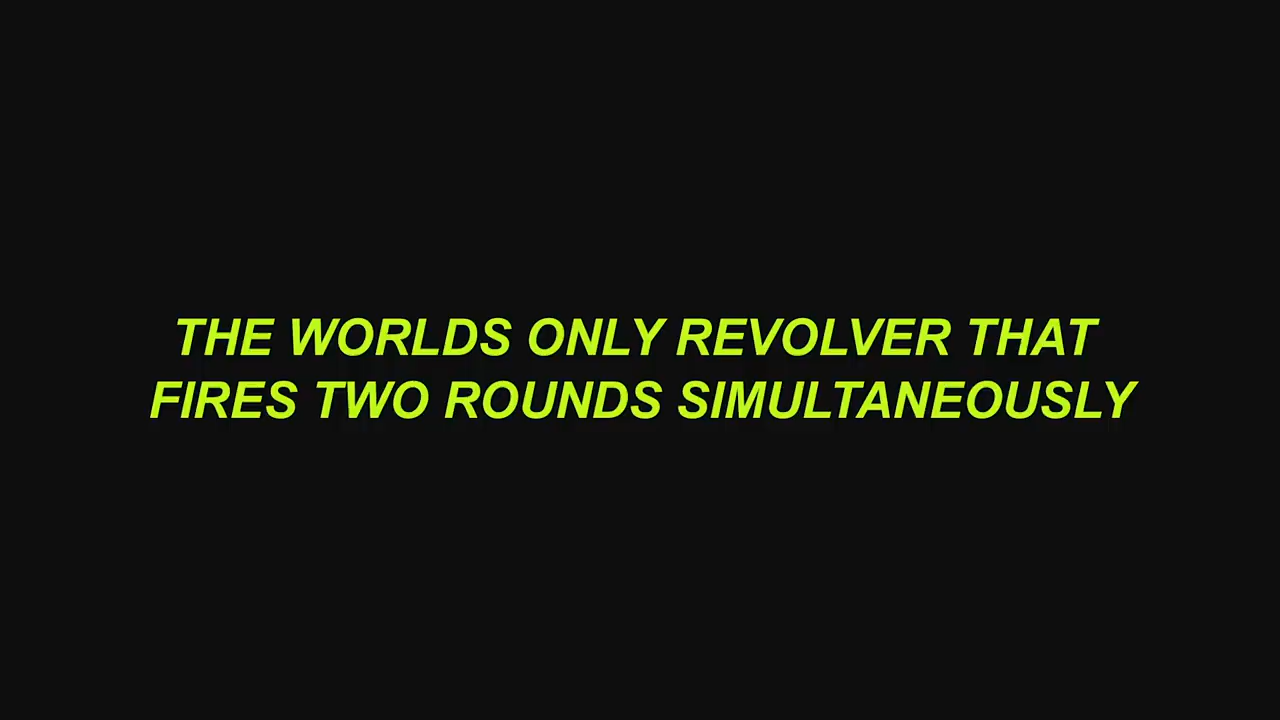 THE WORLDS ONLY REVOLVER THAT
FIRES TWO ROUNDS SIMULTANEOUSLY